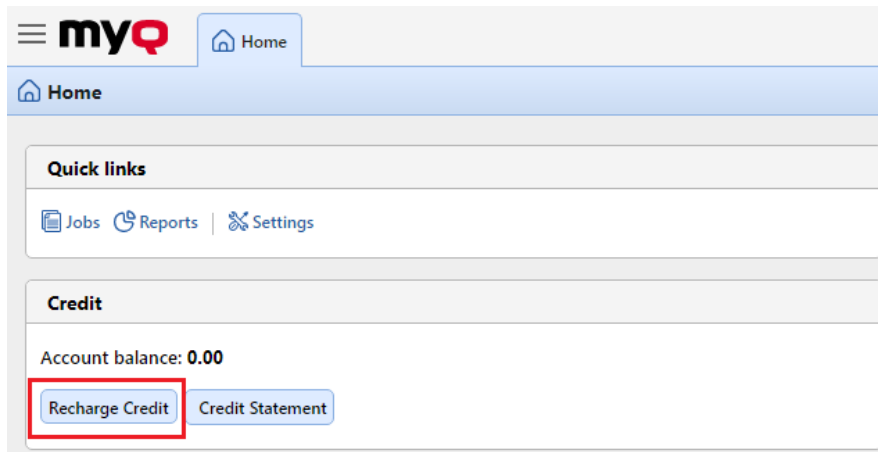 myQ Home
Home
Quick links
Jobs Reports | Settings
Credit
Account balance: 0.00
Recharge Credit Credit Statement